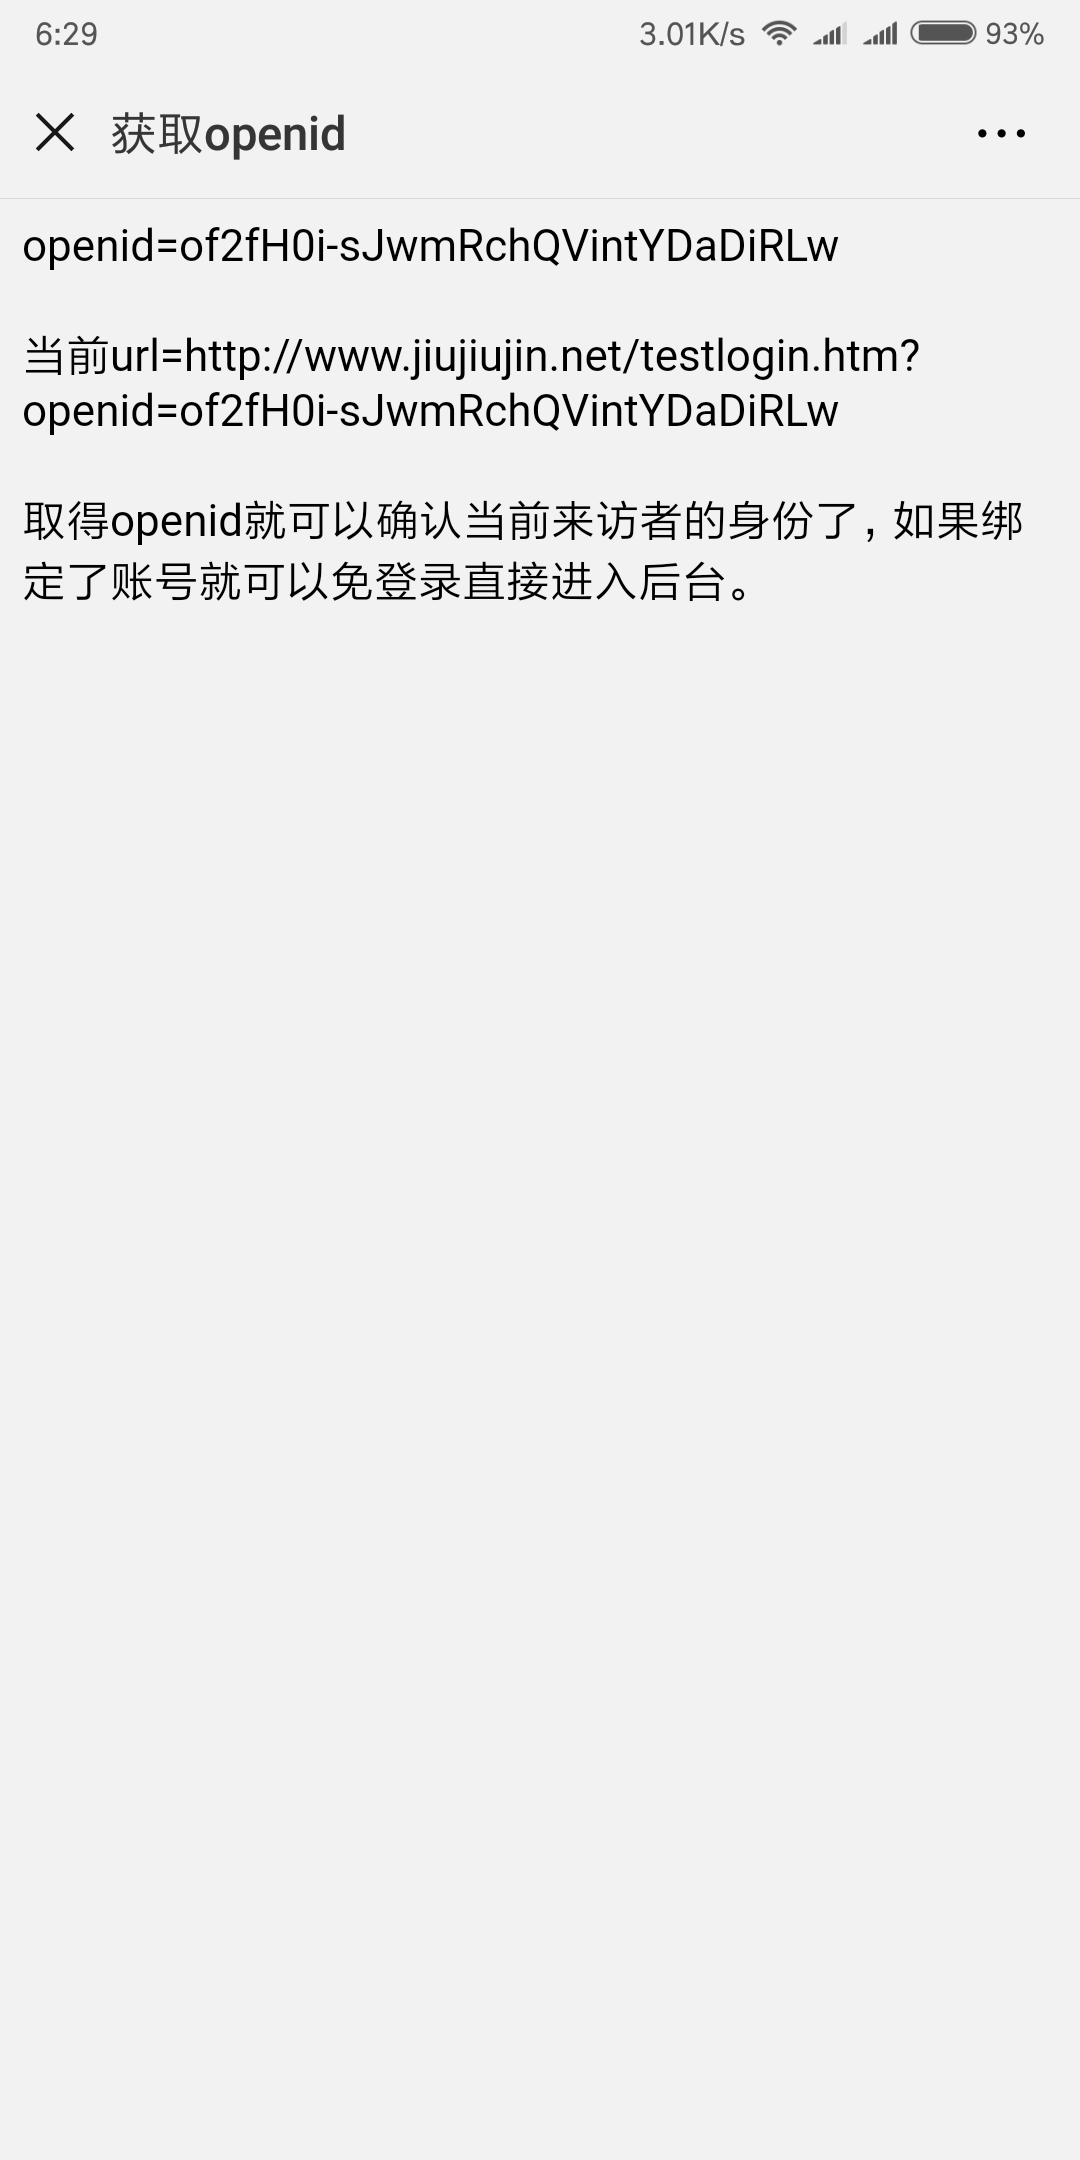 6:29
3.01K/s
93%
获取openid
openid=of2fH0i-sJwmRchQVintYDaDiRLw
当前url=http://www.jiujiujin.net/testlogin.htm?
openid=of2fH0i-sJwmRchQVintYDaDiRLw
取得openid就可以确认当前来访者的身份了，如果绑
定了账号就可以免登录直接进入后台。